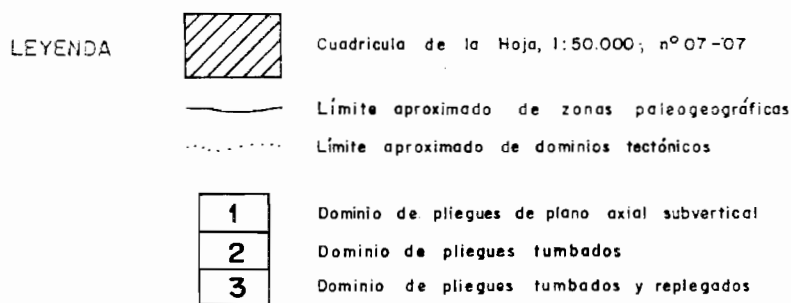 LEYENDA
Cuadricula de la Hoja, 1:50.000; nº 07-07
Límite aproximado de zonas paleogeográficas
Límite aproximado de dominios tectónicos
1 Dominio de pliegues de plano axial subvertical
2 Dominio de pliegues tumbados
3 Dominio de pliegues tumbados y replegados